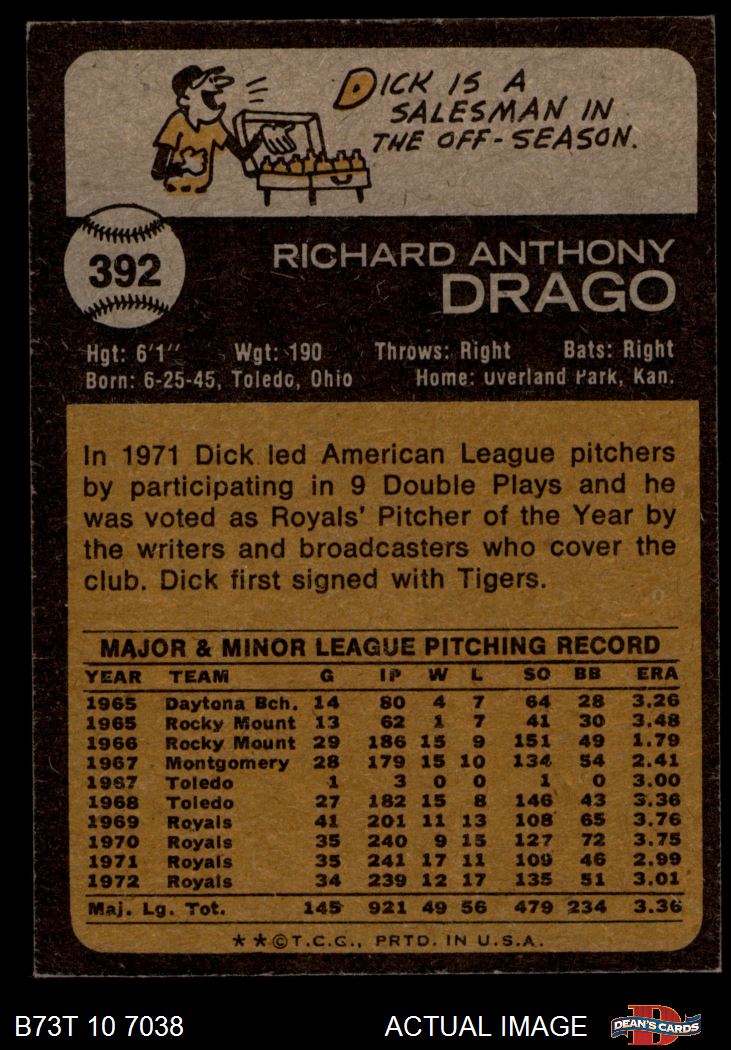 DICK IS A
SALESMAN IN
THE OFF-SEASON.
392
RICHARD ANTHONY
DRAGO
Hgt: 6'1" Wgt: 190 Throws: Right Bats: Right
Born: 6-25-45, Toledo, Ohio Home: Overland Park, Kan.
In 1971 Dick led American League pitchers
by participating in 9 Double Plays and he
was voted as Royals' Pitcher of the Year by
the writers and broadcasters who cover the
club. Dick first signed with Tigers.
MAJOR & MINOR LEAGUE PITCHING RECORD
YEAR TEAM G IP W L SO BB ERA
1965 Daytona Bch. 14 80 4 7 64 28 3.26
1965 Rocky Mount 13 62 1 7 41 30 3.48
1966 Rocky Mount 29 186 15 9 151 49 1.79
1967 Montgomery 28 179 15 10 134 54 2.41
1967 Toledo 1 3 0 0 1 0 3.00
1968 Toledo 27 182 15 8 146 43 3.36
1969 Royals 41 201 11 13 108 65 3.76
1970 Royals 35 240 9 15 127 72 3.75
1971 Royals 35 241 17 11 109 46 2.99
1972 Royals 34 239 12 17 135 51 3.01
Maj. Lg. Tot. 145 921 49 56 479 234 3.36
**©T.C.G., PRTD. IN U.S.A.
B73T 10 7038 ACTUAL IMAGE D DEAN'S CARDS